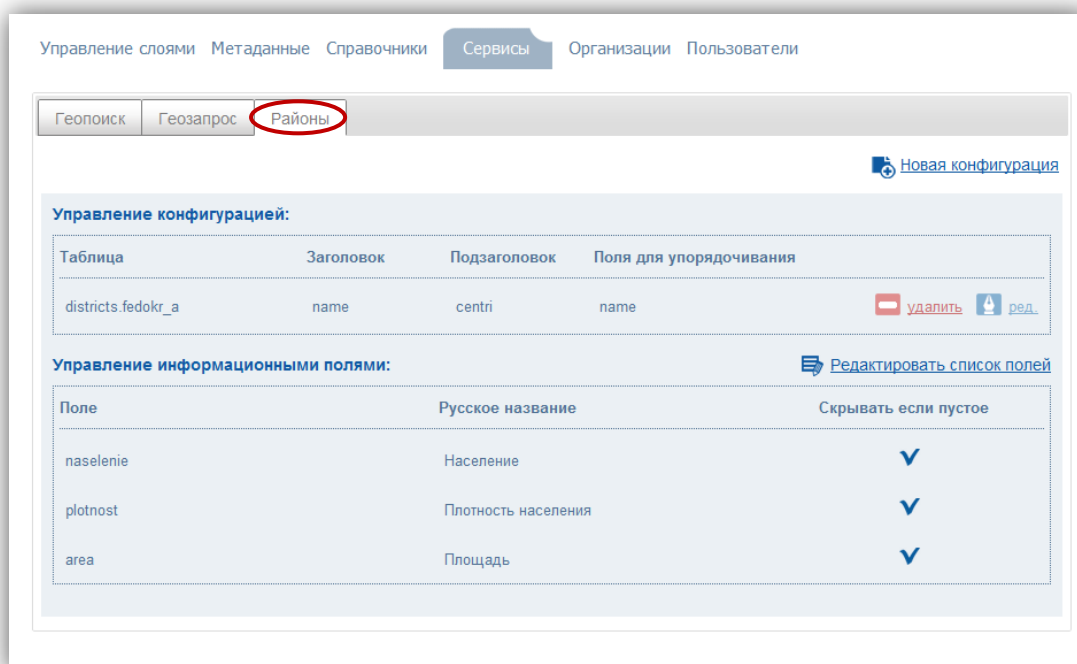 Управление слоями Метаданные Справочники Сервисы Организации Пользователи
Геопоиск Геозапрос Районы
Новая конфигурация
Управление конфигурацией:
Таблица Заголовок Подзаголовок Поля для упорядочивания
districts.fedokr_a name centri name удалить ред.
Управление информационными полями: Редактировать список полей
Поле Русское название Скрывать если пустое
naselenie Население
plotnost Плотность населения
area Площадь